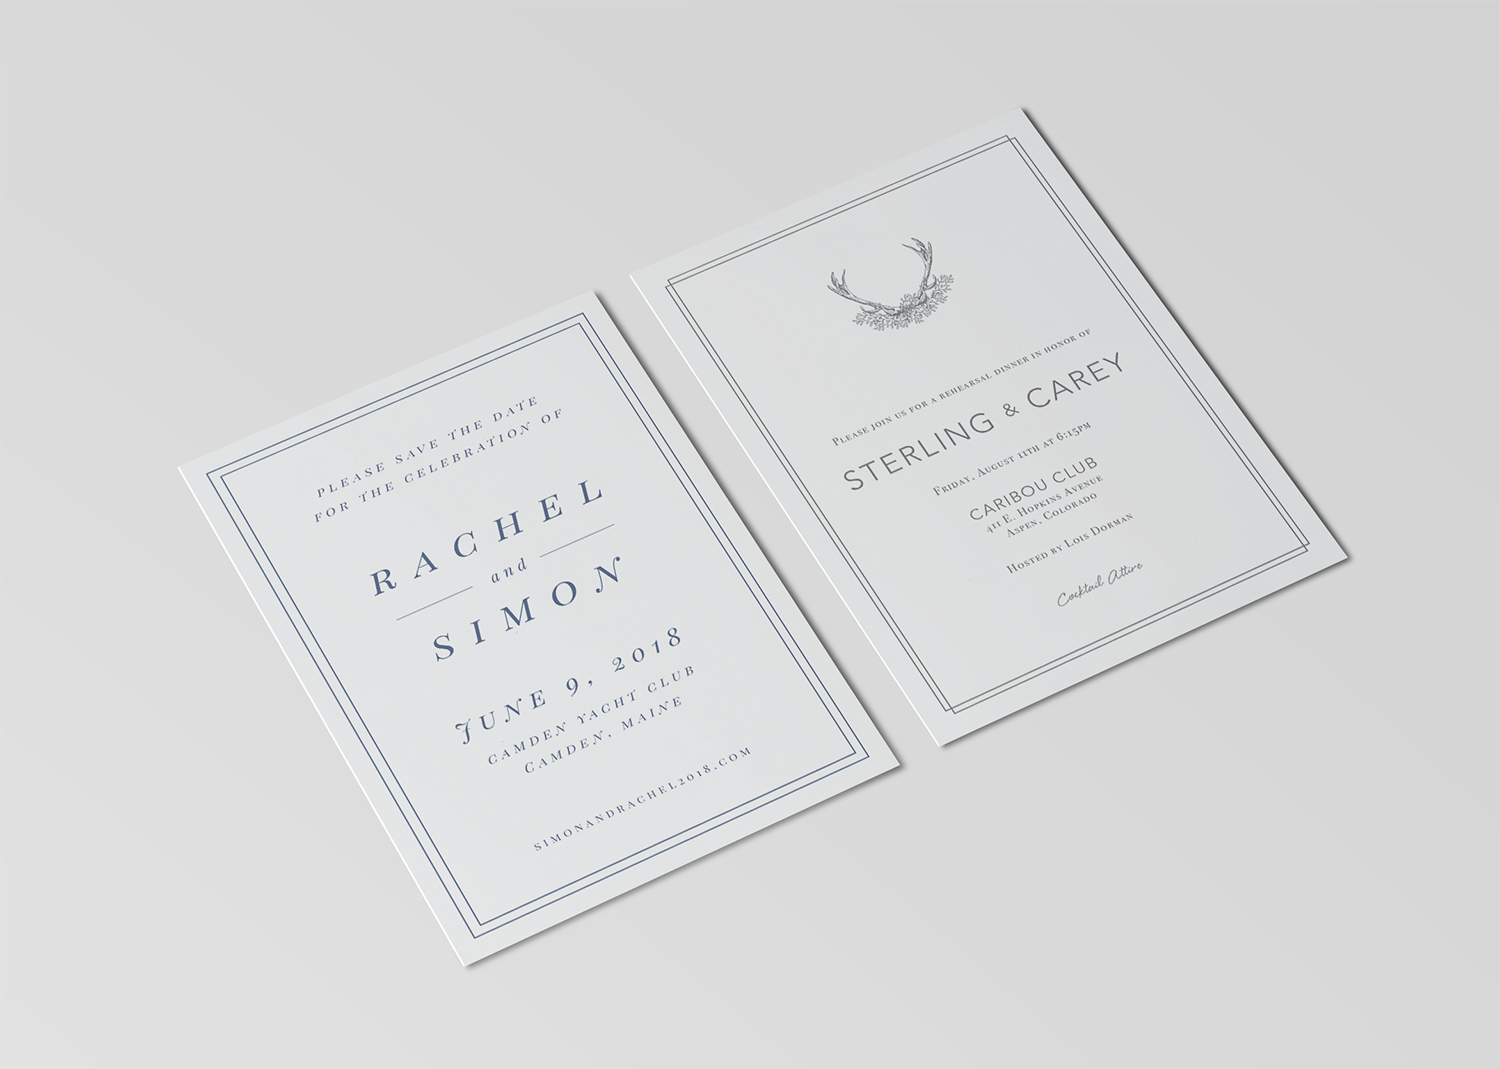 PLEASE SAVE THE DATE
FOR THE CELEBRATION OF
RACHEL
and
SIMON
JUNE 9, 2018
CAMDEN YACHT CLUB
CAMDEN, MAINE
SIMONANDRACHEL2018.COM
PLEASE JOIN US FOR A REHEARSAL DINNER IN HONOR OF
STERLING & CAREY
FRIDAY, AUGUST 11TH AT 6:15PM
CARIBOU CLUB
411 E. HOPKINS AVENUE
ASPEN, COLORADO
HOSTED BY LOIS DORMAN
Cocktail Attire